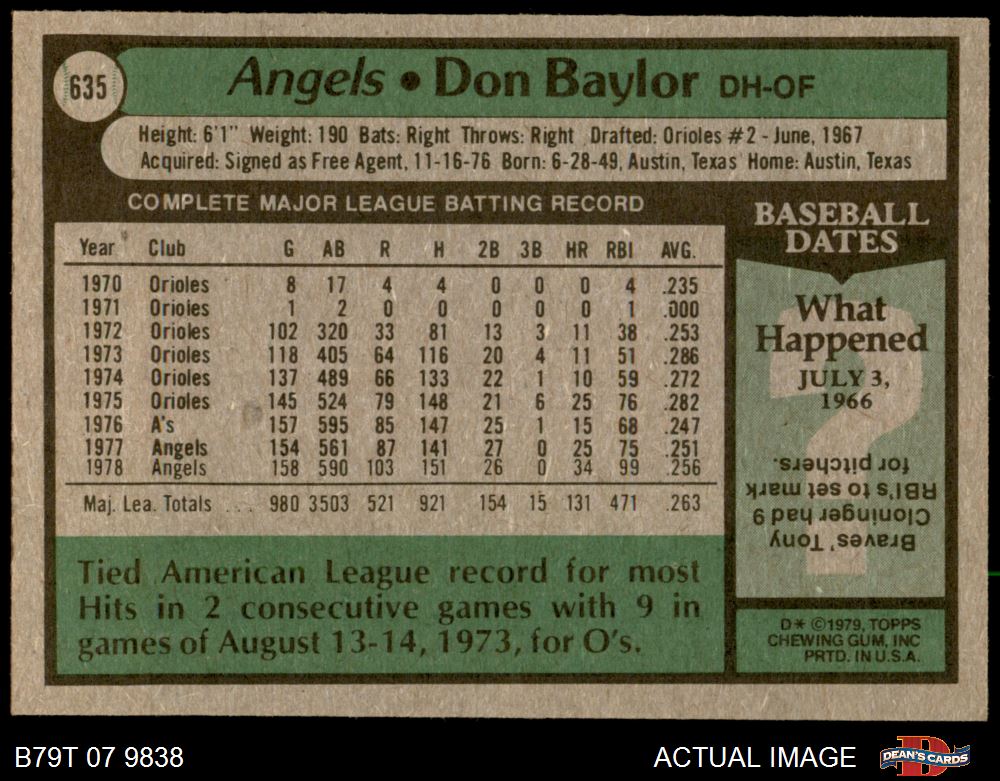 635
Angels • Don Baylor DH-OF
Height: 6'1" Weight: 190 Bats: Right Throws: Right Drafted: Orioles #2 - June, 1967
Acquired: Signed as Free Agent, 11-16-76 Born: 6-28-49, Austin, Texas Home: Austin, Texas
COMPLETE MAJOR LEAGUE BATTING RECORD
Year Club G AB R H 2B 3B HR RBI AVG.
1970 Orioles 8 17 4 4 0 0 0 4 .235
1971 Orioles 1 2 0 0 0 0 0 1 .000
1972 Orioles 102 320 33 81 13 3 11 38 .253
1973 Orioles 118 405 64 116 20 4 11 51 .286
1974 Orioles 137 489 66 133 22 1 10 59 .272
1975 Orioles 145 524 79 148 21 6 25 76 .282
1976 A's 157 595 85 147 25 1 15 68 .247
1977 Angels 154 561 87 141 27 0 25 75 .251
1978 Angels 158 590 103 151 26 0 34 99 .256
Maj. Lea. Totals . . . 980 3503 521 921 154 15 131 471 .263
Tied American League record for most
Hits in 2 consecutive games with 9 in
games of August 13-14, 1973, for O's.
BASEBALL
DATES
What
Happened
JULY 3,
1966
?
Braves' Tony
Cloninger had 9
RBI's to set mark
for pitchers.
D* ©1979, TOPPS
CHEWING GUM, INC
PRTD. IN U.S.A.
B79T 07 9838
ACTUAL IMAGE
D
DEAN'S CARDS